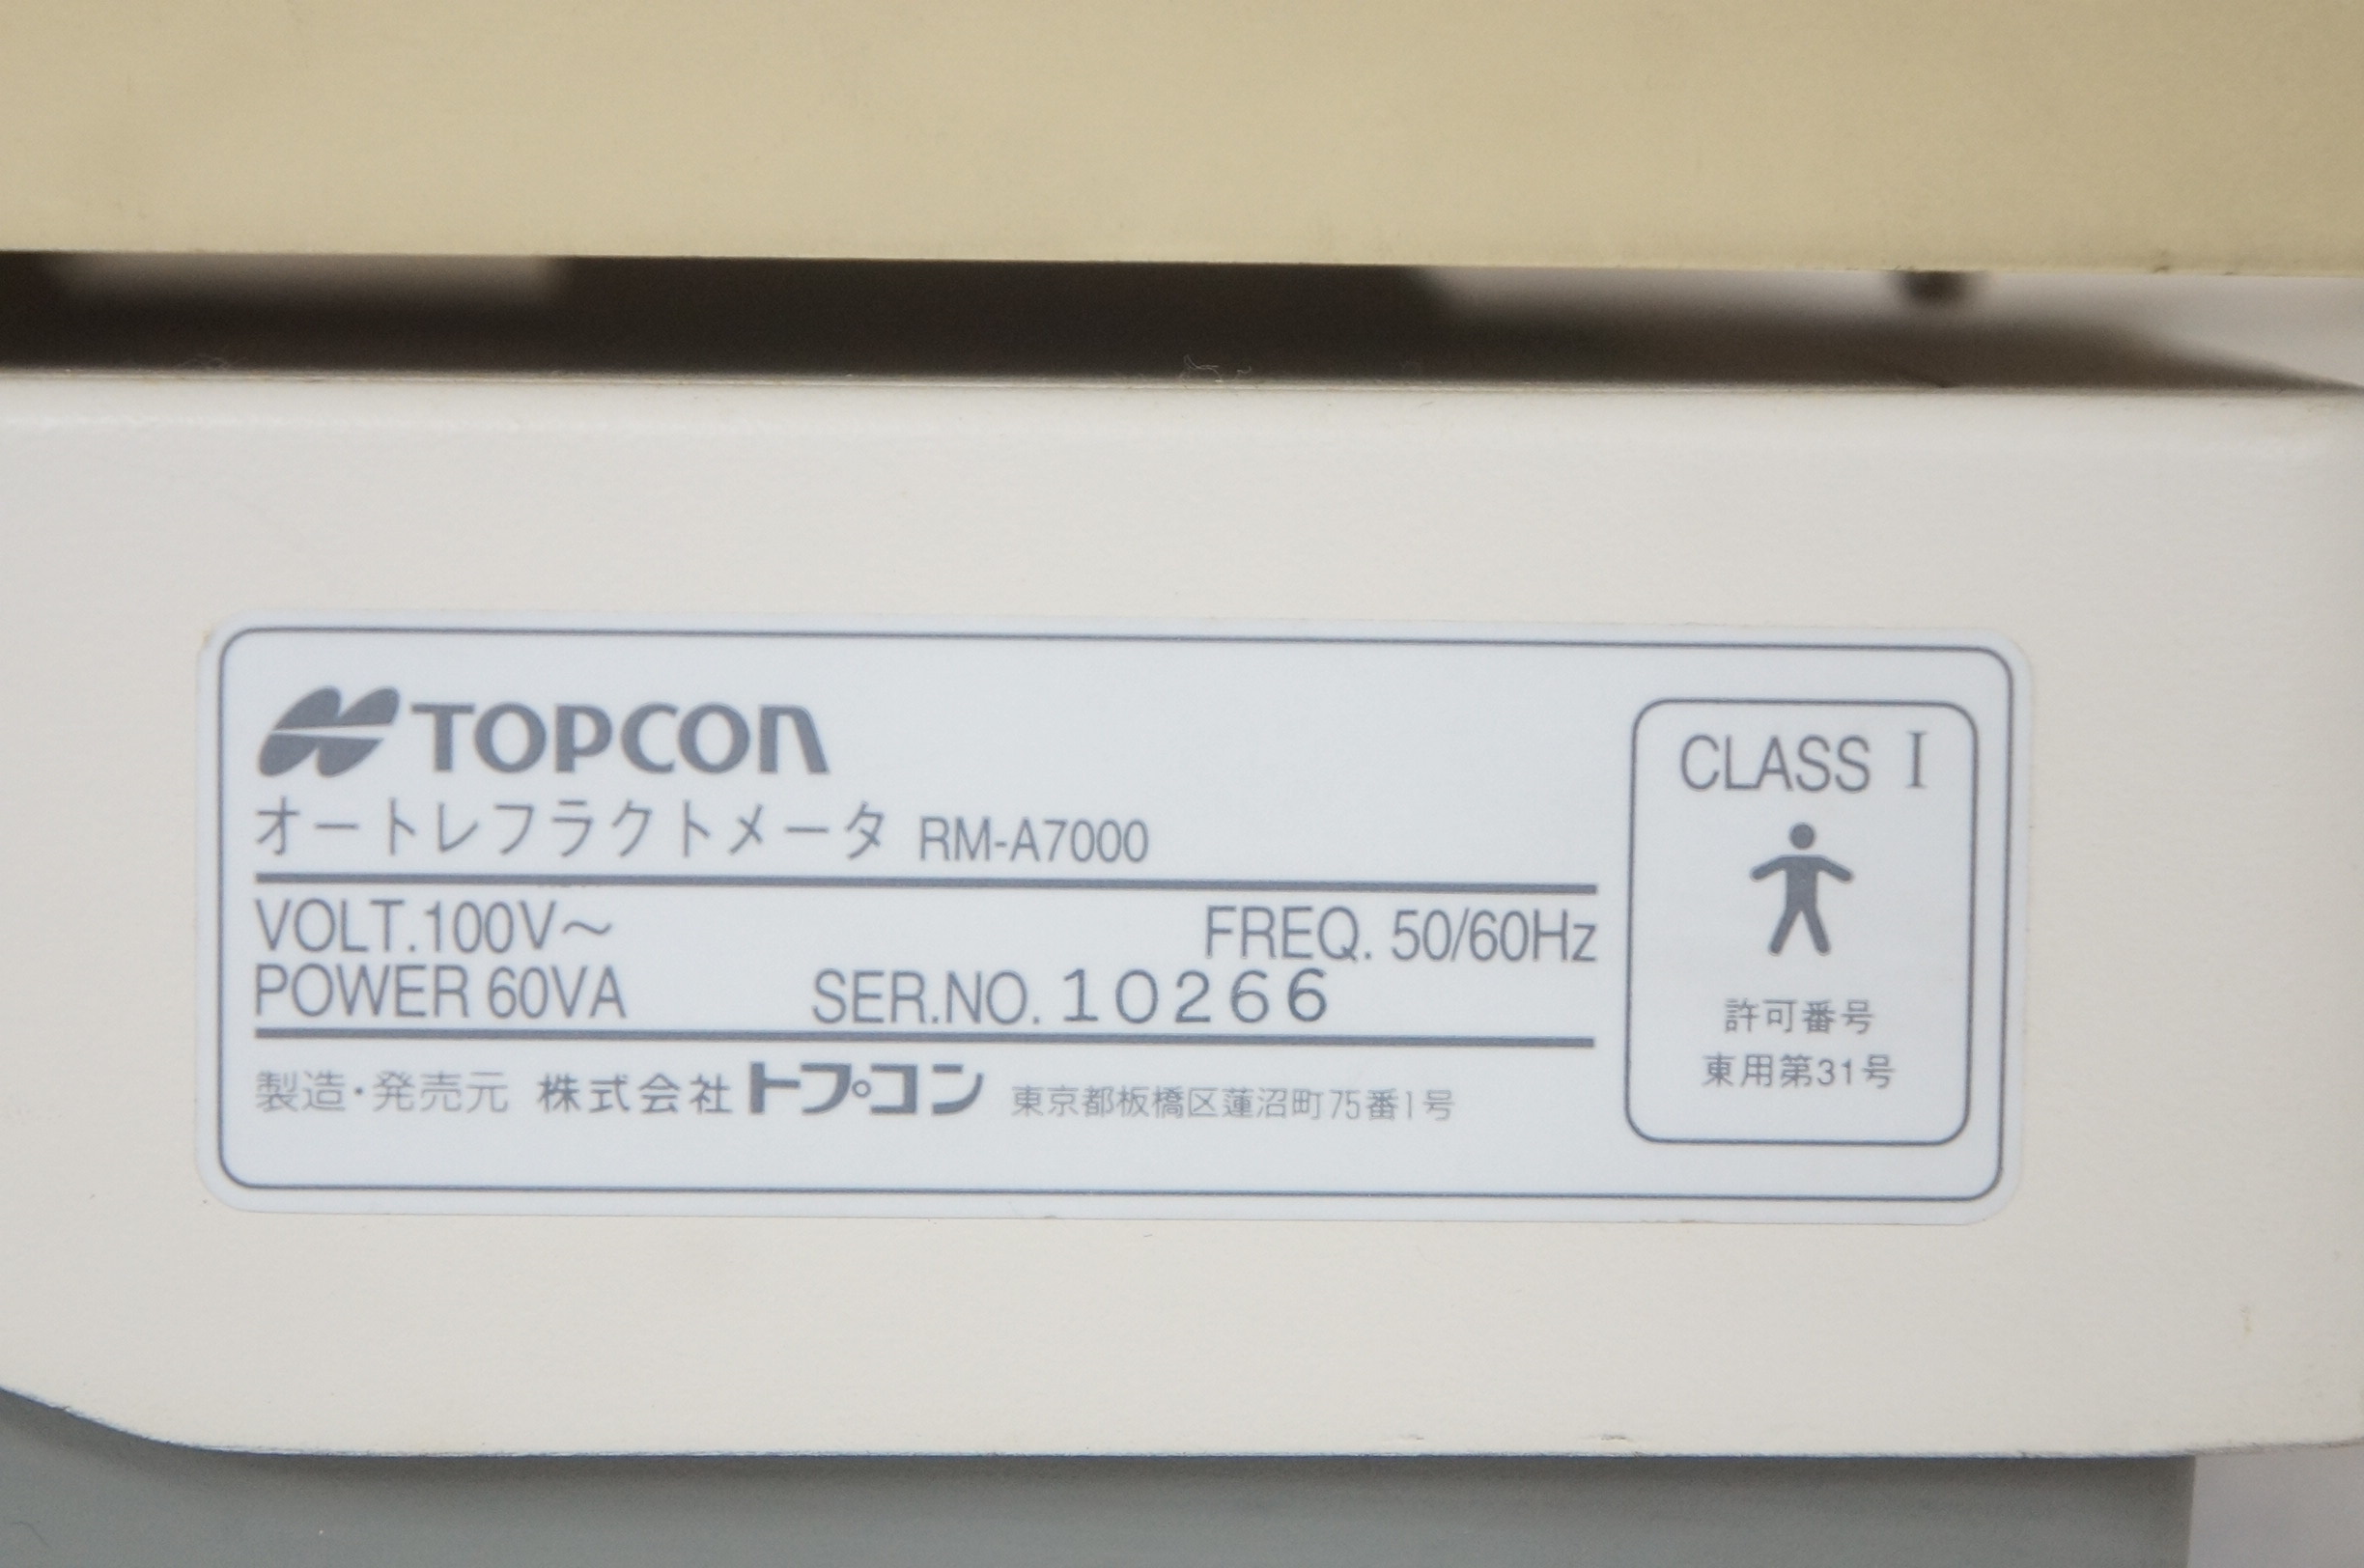 TOPCON
オートレフラクトメータ RM-A7000
VOLT.100V～ FREQ. 50/60Hz
POWER 60VA SER.NO. 10266
製造・発売元 株式会社トプコン 東京都板橋区蓮沼町75番1号
CLASS I
許可番号
東用第31号